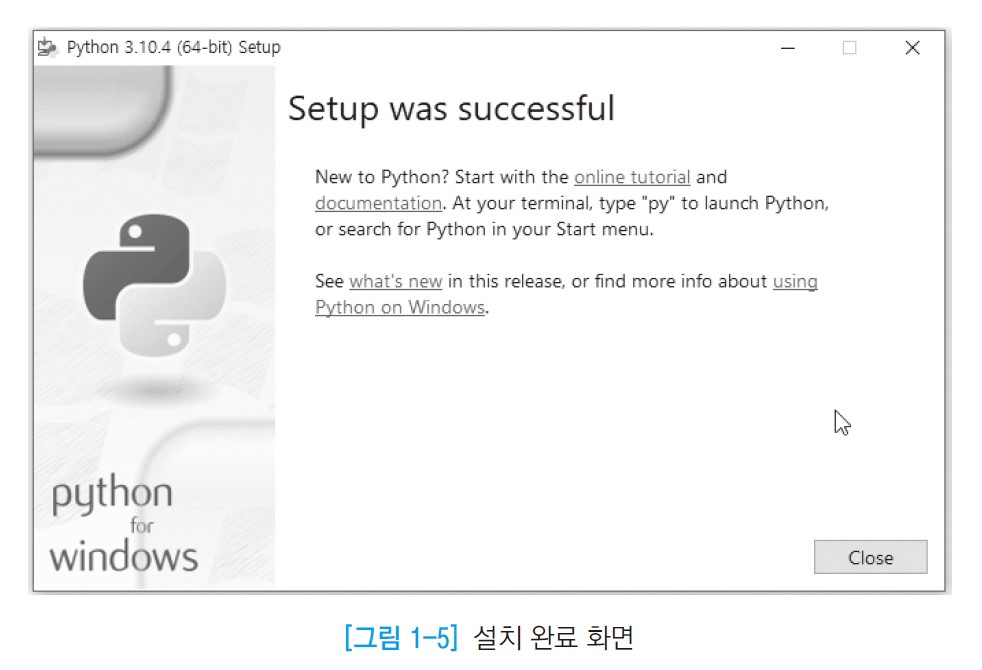 Python 3.10.4 (64-bit) Setup
Setup was successful
New to Python? Start with the online tutorial and
documentation. At your terminal, type "py" to launch Python,
or search for Python in your Start menu.
See what's new in this release, or find more info about using
Python on Windows.
python
for
windows
Close
[그림 1-5] 설치 완료 화면